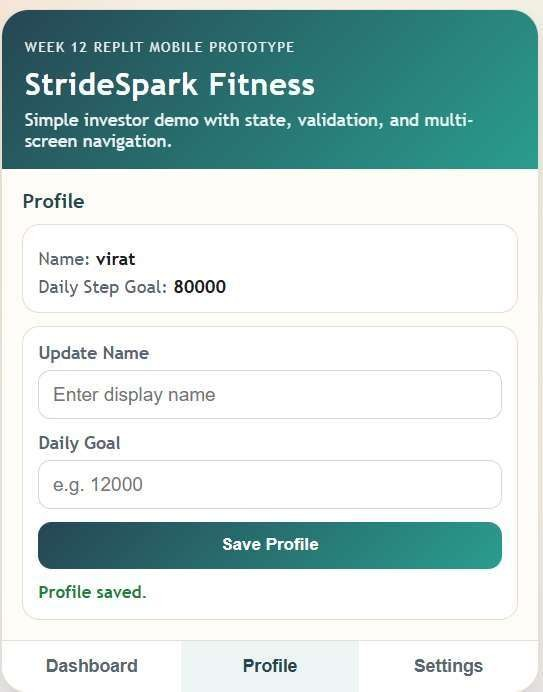 WEEK 12 REPLIT MOBILE PROTOTYPE
StrideSpark Fitness
Simple investor demo with state, validation, and multi-
screen navigation.
Profile
Name: virat
Daily Step Goal: 80000
Update Name
Enter display name
Daily Goal
e.g. 12000
Save Profile
Profile saved.
Dashboard Profile Settings